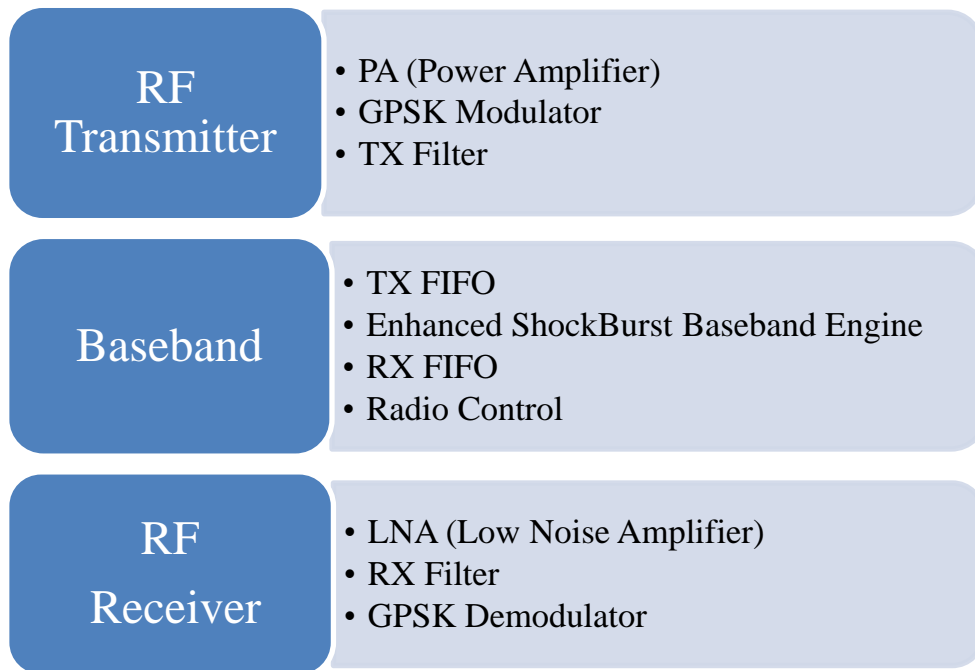 RF
Transmitter
• PA (Power Amplifier)
• GPSK Modulator
• TX Filter
Baseband
• TX FIFO
• Enhanced ShockBurst Baseband Engine
• RX FIFO
• Radio Control
RF
Receiver
• LNA (Low Noise Amplifier)
• RX Filter
• GPSK Demodulator